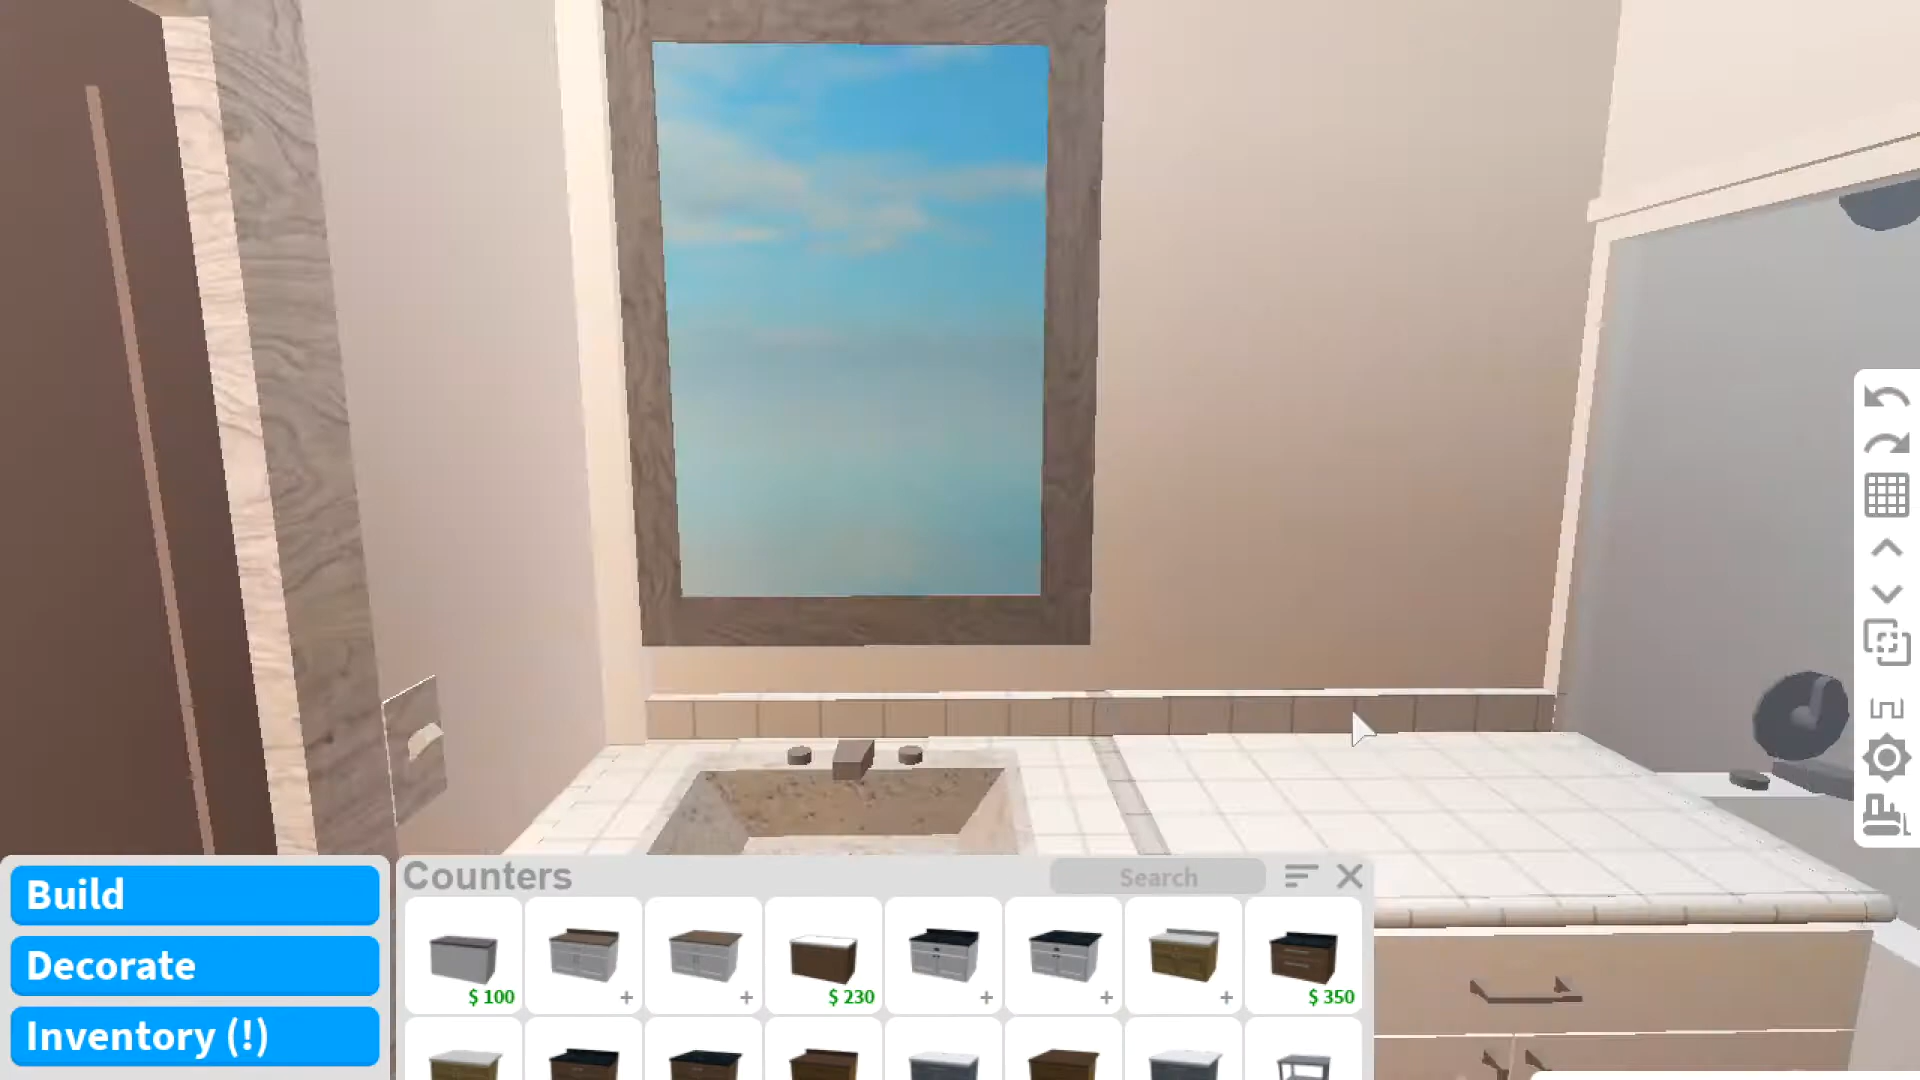 Build
Decorate
Inventory (!)
Counters
Search
$ 100
+
+
$ 230
+
+
+
$ 350